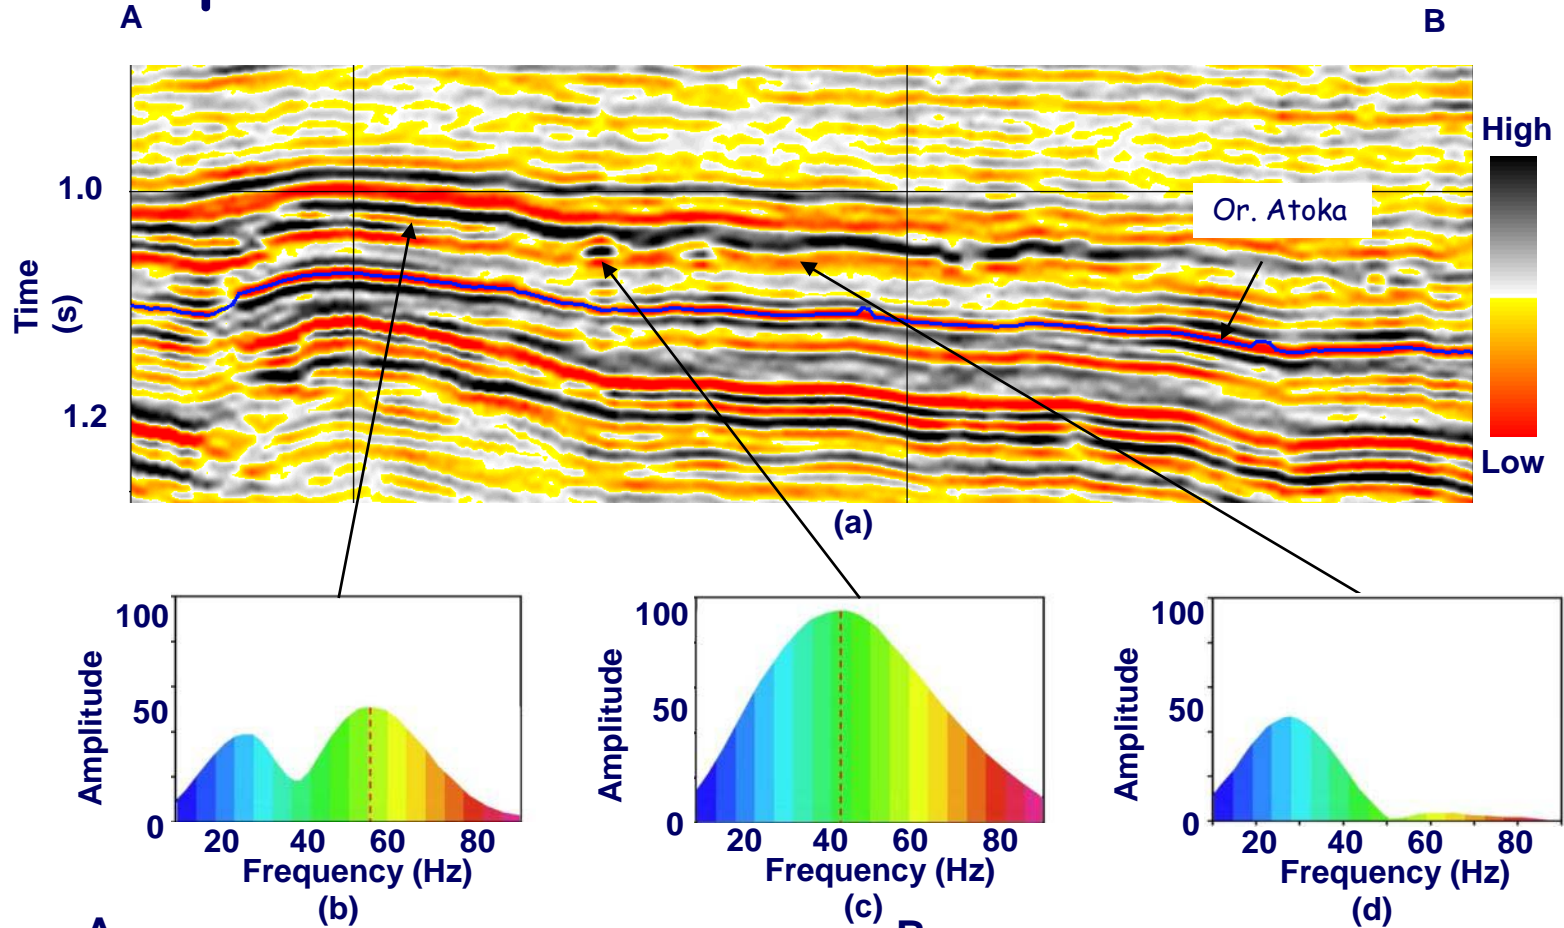 A B
High
1.0
Or. Atoka
Time
(s)
1.2
Low
(a)
100 100 100
Amplitude Amplitude Amplitude
50 50 50
0 0 0
20 40 60 80 20 40 60 80 20 40 60 80
Frequency (Hz) Frequency (Hz) Frequency (Hz)
(b) (c) (d)